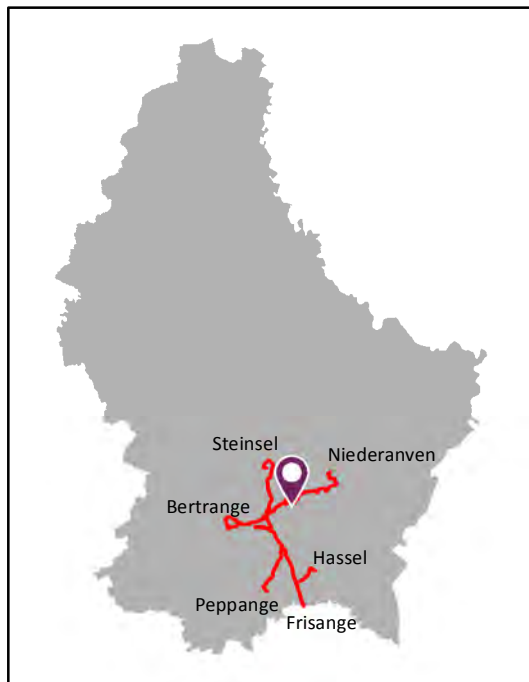 Steinsel
Niederanven
Bertrange
Hassel
Peppange
Frisange